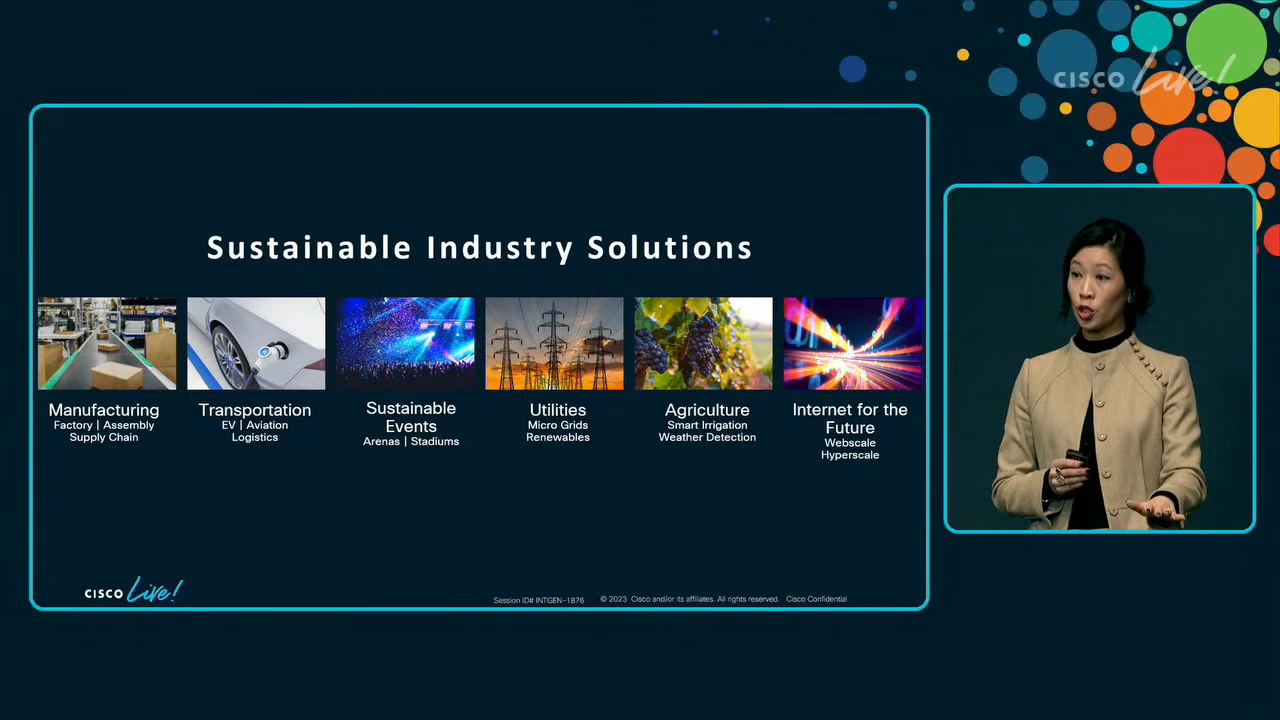 CISCO Live!
Sustainable Industry Solutions
Manufacturing
Factory | Assembly
Supply Chain
Transportation
EV | Aviation
Logistics
Sustainable
Events
Arenas | Stadiums
Utilities
Micro Grids
Renewables
Agriculture
Smart Irrigation
Weather Detection
Internet for the
Future
Webscale
Hyperscale
CISCO Live!
Session ID# INTGEN-1876 © 2023 Cisco and/or its affiliates. All rights reserved. Cisco Confidential